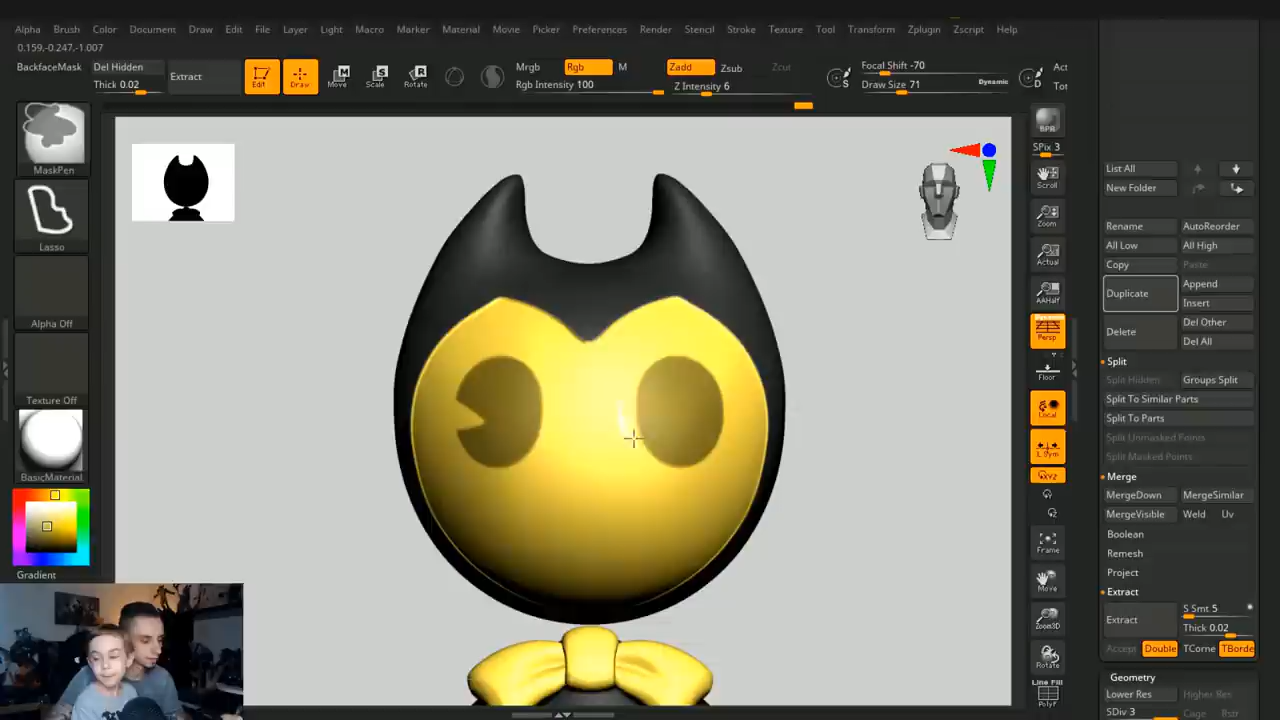 Alpha Brush Color Document Draw Edit File Layer Light Macro Marker Material Movie Picker Preferences Render Stencil Stroke Texture Tool Transform Zplugin Zscript Help
0.159,-0.247,-1.007
BackfaceMask Del Hidden
Thick 0.02
Extract
Edit Draw Move Scale Rotate
Mrgb Rgb M
Rgb Intensity 100
Zadd Zsub Zcut
Z Intensity 6
S
Focal Shift -70
Draw Size 71 Dynamic
D
Act
Tot
MaskPen
Lasso
Alpha Off
Texture Off
BasicMaterial
Gradient
BPR
SPix 3
Scroll
Zoom
Actual
AAHalf
Dynamic
Persp
Floor
Local
L.Sym
Frame
Move
Zoom3D
Rotate
Line Fill
PolyF
List All
New Folder
Rename AutoReorder
All Low All High
Copy Paste
Duplicate Append
Insert
Delete Del Other
Del All
Split
Split Hidden Groups Split
Split To Similar Parts
Split To Parts
Split Unmasked Points
Split Masked Points
Merge
MergeDown MergeSimilar
MergeVisible Weld Uv
Boolean
Remesh
Project
Extract
Extract S Smt 5
Thick 0.02
Accept Double TCorne TBorde
Geometry
Lower Res Higher Res
SDiv 3 Cage Rstr